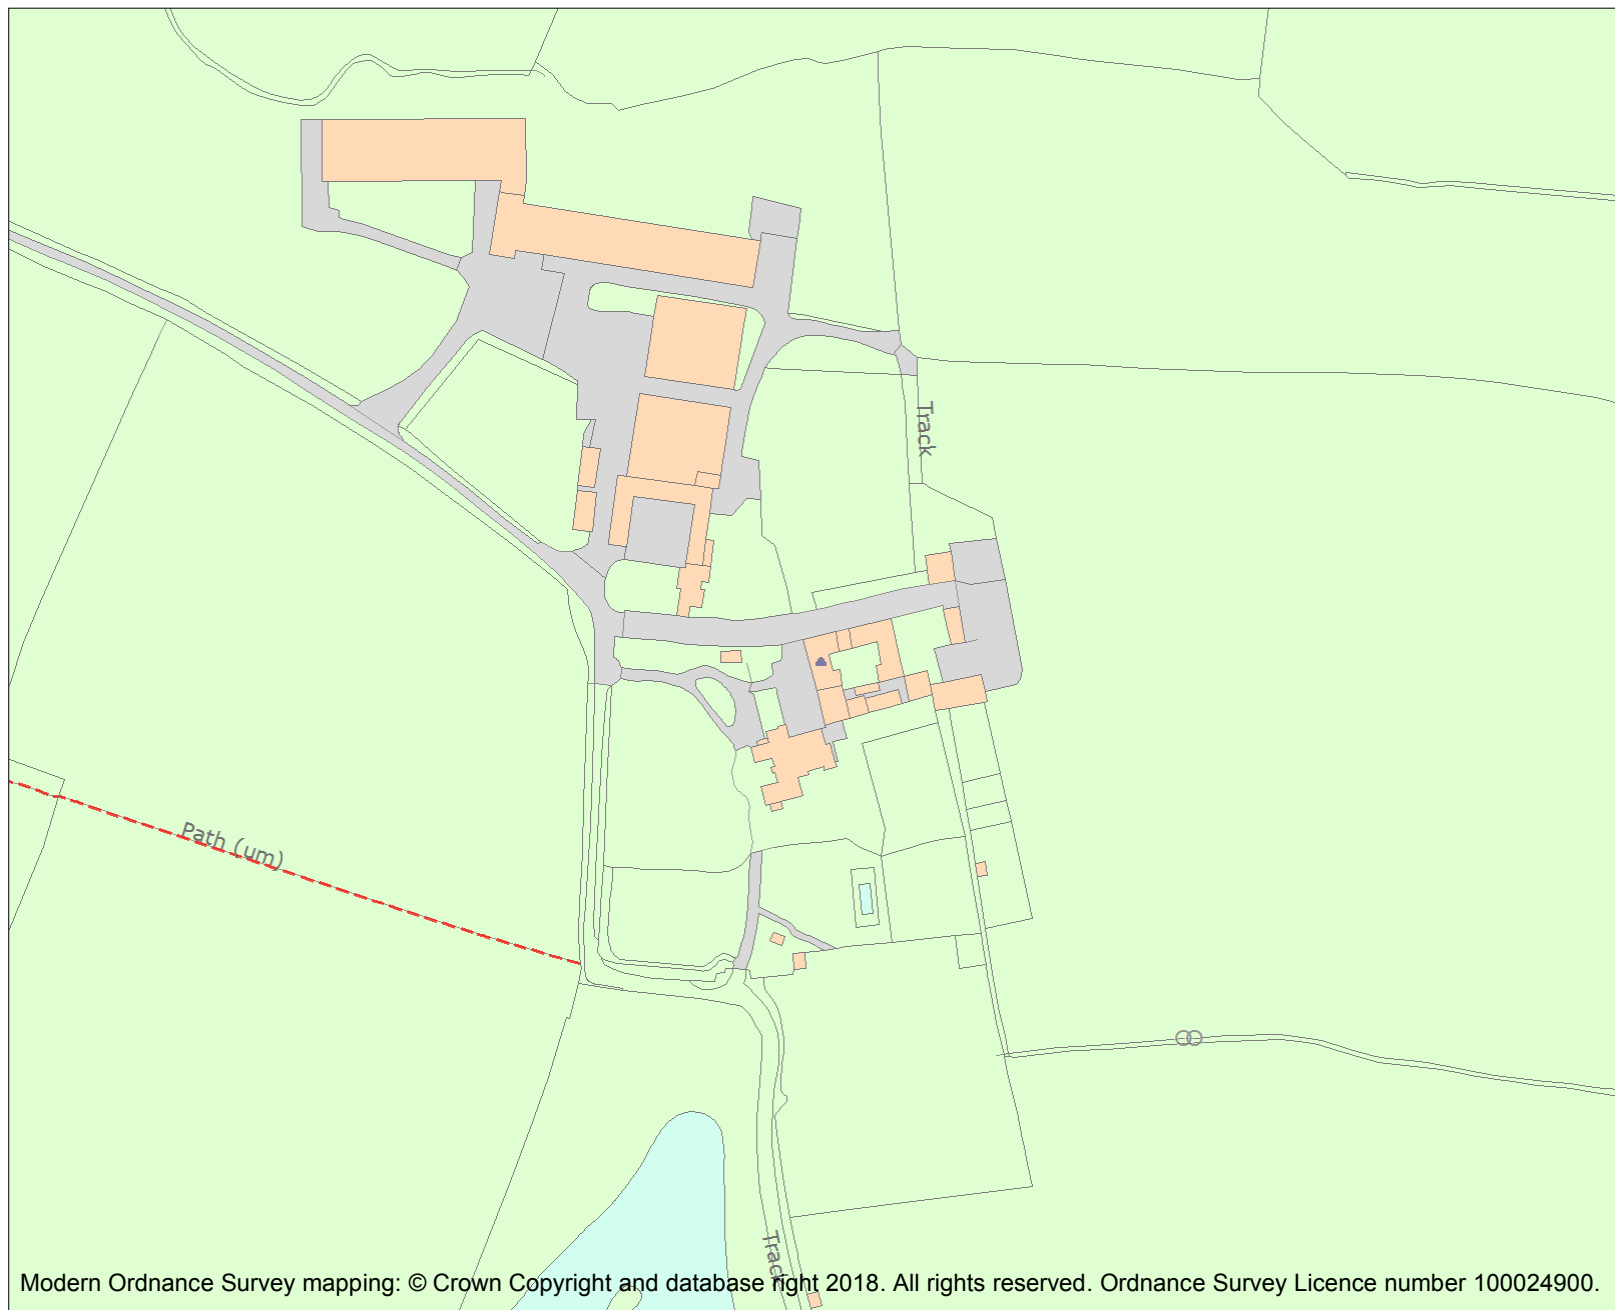 Track
Path (um)
Track
Modern Ordnance Survey mapping: © Crown Copyright and database right 2018. All rights reserved. Ordnance Survey Licence number 100024900.